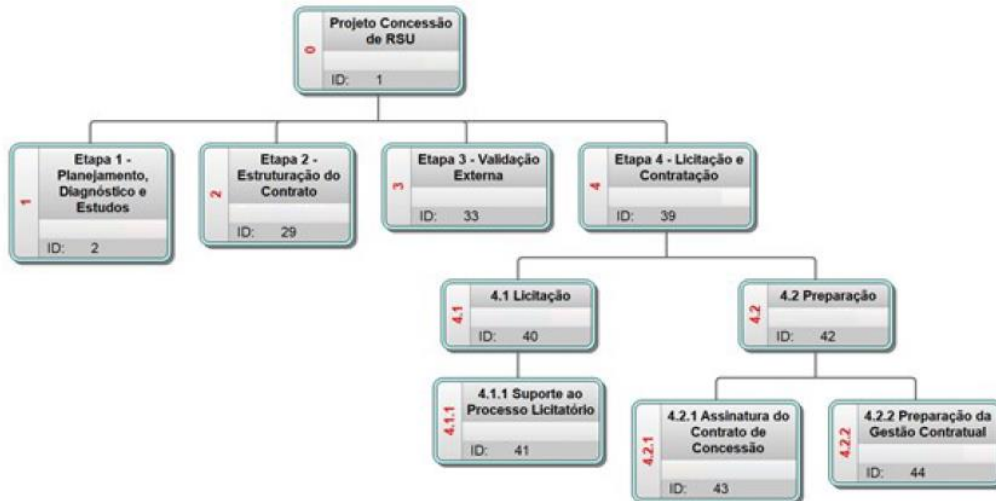 0
Projeto Concessão
de RSU
ID: 1
1
Etapa 1 -
Planejamento,
Diagnóstico e
Estudos
ID: 2
2
Etapa 2 -
Estruturação do
Contrato
ID: 29
3
Etapa 3 - Validação
Externa
ID: 33
4
Etapa 4 - Licitação e
Contratação
ID: 39
4.1
4.1 Licitação
ID: 40
4.2
4.2 Preparação
ID: 42
4.1.1
4.1.1 Suporte ao
Processo Licitatório
ID: 41
4.2.1
4.2.1 Assinatura do
Contrato de
Concessão
ID: 43
4.2.2
4.2.2 Preparação da
Gestão Contratual
ID: 44